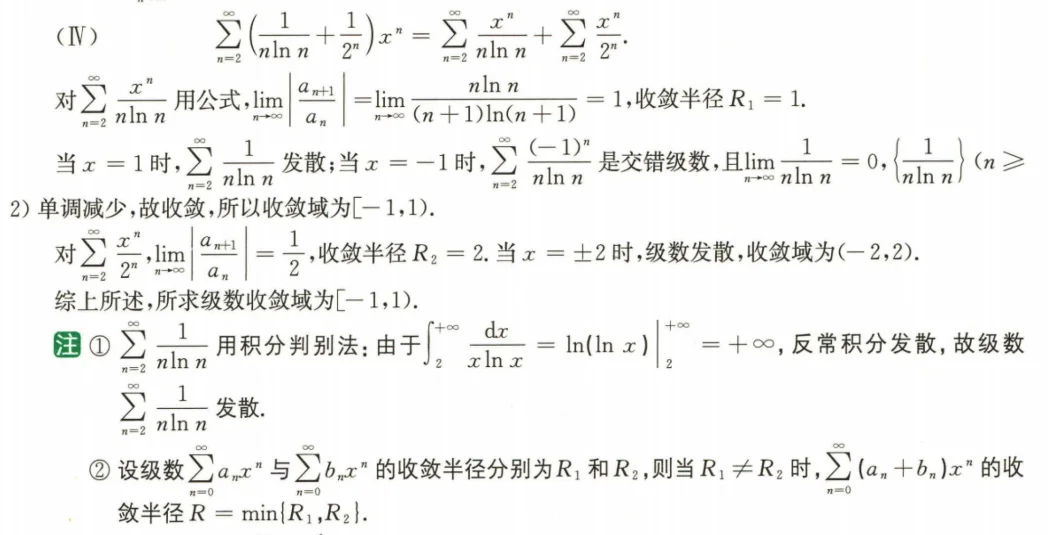 (Ⅳ) $\sum_{n=2}^{\infty}\left(\frac{1}{n\ln n}+\frac{1}{2^n}\right)x^n=\sum_{n=2}^{\infty}\frac{x^n}{n\ln n}+\sum_{n=2}^{\infty}\frac{x^n}{2^n}.$
对$\sum_{n=2}^{\infty}\frac{x^n}{n\ln n}$用公式,$\lim_{n\to\infty}\left|\frac{a_{n+1}}{a_n}\right|=\lim_{n\to\infty}\frac{n\ln n}{(n+1)\ln(n+1)}=1$,收敛半径$R_1=1.$
当$x=1$时,$\sum_{n=2}^{\infty}\frac{1}{n\ln n}$发散;当$x=-1$时,$\sum_{n=2}^{\infty}\frac{(-1)^n}{n\ln n}$是交错级数,且$\lim_{n\to\infty}\frac{1}{n\ln n}=0,\left\{\frac{1}{n\ln n}\right\}(n\geqslant$
$2)$单调减少,故收敛,所以收敛域为$[-1,1).$
对$\sum_{n=2}^{\infty}\frac{x^n}{2^n},\lim_{n\to\infty}\left|\frac{a_{n+1}}{a_n}\right|=\frac{1}{2}$,收敛半径$R_2=2.$当$x=\pm2$时,级数发散,收敛域为$(-2,2).$
综上所述,所求级数收敛域为$[-1,1).$
注 ① $\sum_{n=2}^{\infty}\frac{1}{n\ln n}$用积分判别法:由于$\int_{2}^{+\infty}\frac{\mathrm{d}x}{x\ln x}=\ln(\ln x)\Big|_{2}^{+\infty}=+\infty$,反常积分发散,故级数
$\sum_{n=2}^{\infty}\frac{1}{n\ln n}$发散.
② 设级数$\sum_{n=0}^{\infty}a_nx^n$与$\sum_{n=0}^{\infty}b_nx^n$的收敛半径分别为$R_1$和$R_2$,则当$R_1\neq R_2$时,$\sum_{n=0}^{\infty}(a_n+b_n)x^n$的收
敛半径$R=\min\{R_1,R_2\}.$